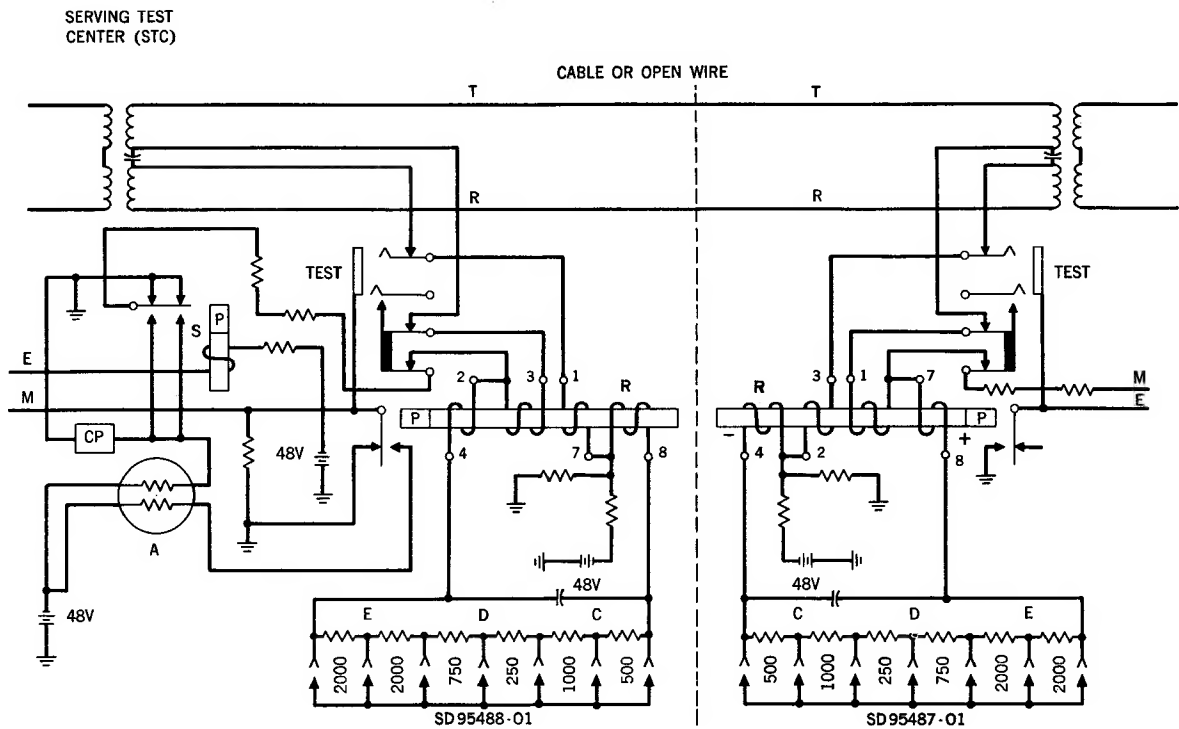 SERVING TEST
CENTER (STC)
CABLE OR OPEN WIRE
T
T
R
R
TEST
TEST
S
P
E
M
CP
A
48V
48V
2
3
1
R
P
4
7
8
48V
3
1
7
R
P
M
E
-
+
4
2
8
48V
E
D
C
2000
2000
750
250
1000
500
SD95488-01
C
D
E
500
1000
250
750
2000
2000
SD95487-01